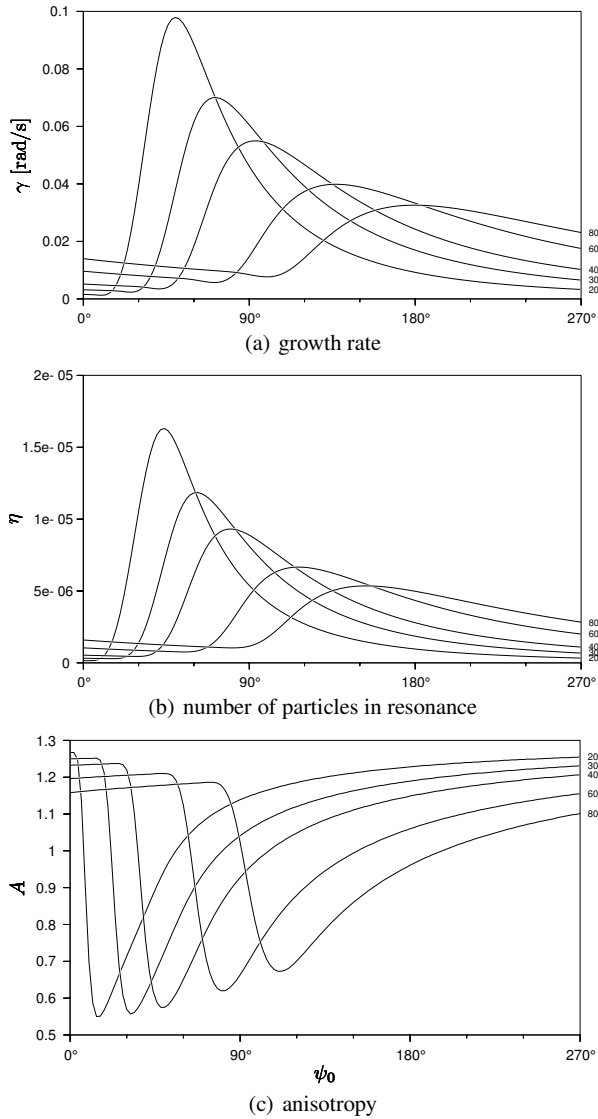 0.1
0.08
0.06
0.04
0.02
0
γ [rad/s]
80
60
40
30
20
0° 90° 180° 270°
(a) growth rate
2e- 05
1.5e- 05
1e- 05
5e- 06
0
η
80
60
40
30
20
0° 90° 180° 270°
(b) number of particles in resonance
1.3
1.2
1.1
1
0.9
0.8
0.7
0.6
0.5
A
20
30
40
60
80
0° 90° 180° 270°
ψ₀
(c) anisotropy